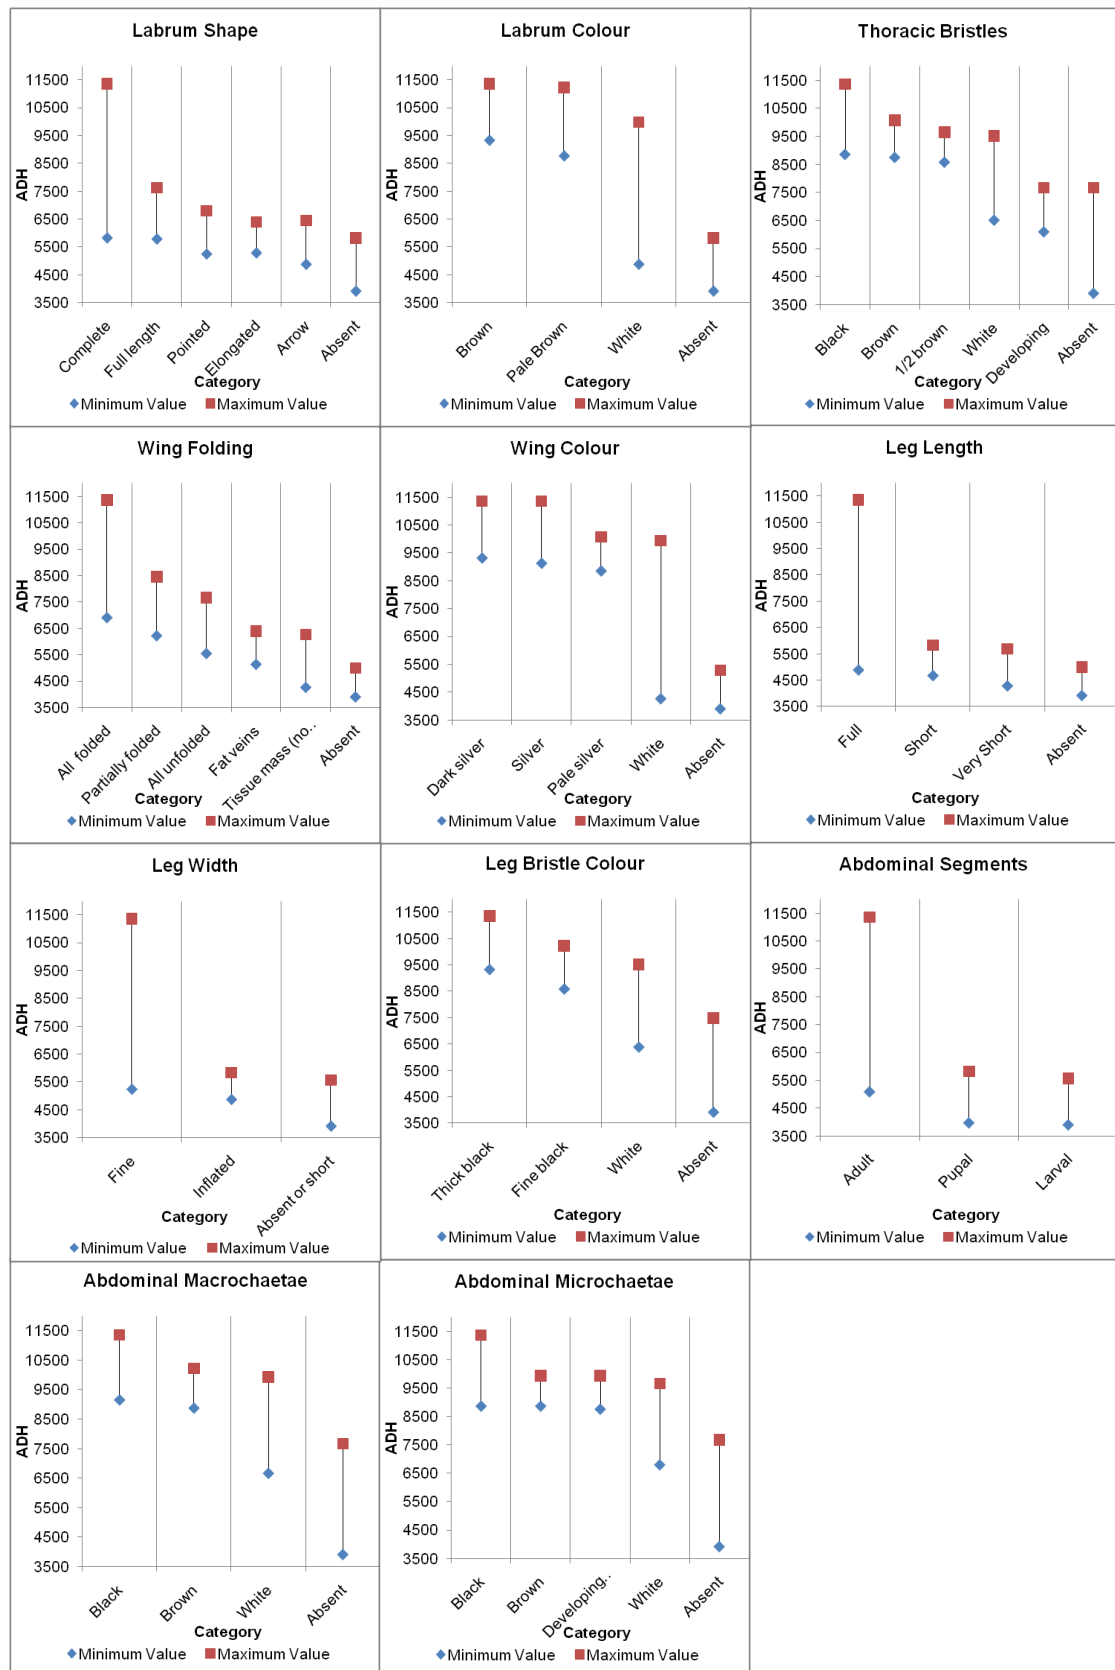 Labrum Shape
11500
10500
9500
8500
7500
6500
5500
4500
3500
ADH
Complete
Full length
Pointed
Elongated
Arrow
Absent
Category
Minimum Value Maximum Value
Labrum Colour
11500
10500
9500
8500
7500
6500
5500
4500
3500
ADH
Brown
Pale Brown
White
Absent
Category
Minimum Value Maximum Value
Thoracic Bristles
11500
10500
9500
8500
7500
6500
5500
4500
3500
ADH
Black
Brown
1/2 brown
White
Developing
Absent
Category
Minimum Value Maximum Value
Wing Folding
11500
10500
9500
8500
7500
6500
5500
4500
3500
ADH
All folded
Partially folded
All unfolded
Fat veins
Tissue mass (no..
Absent
Category
Minimum Value Maximum Value
Wing Colour
11500
10500
9500
8500
7500
6500
5500
4500
3500
ADH
Dark silver
Silver
Pale silver
White
Absent
Category
Minimum Value Maximum Value
Leg Length
11500
10500
9500
8500
7500
6500
5500
4500
3500
ADH
Full
Short
Very Short
Absent
Category
Minimum Value Maximum Value
Leg Width
11500
10500
9500
8500
7500
6500
5500
4500
3500
ADH
Fine
Inflated
Absent or short
Category
Minimum Value Maximum Value
Leg Bristle Colour
11500
10500
9500
8500
7500
6500
5500
4500
3500
ADH
Thick black
Fine black
White
Absent
Category
Minimum Value Maximum Value
Abdominal Segments
11500
10500
9500
8500
7500
6500
5500
4500
3500
ADH
Adult
Pupal
Larval
Category
Minimum Value Maximum Value
Abdominal Macrochaetae
11500
10500
9500
8500
7500
6500
5500
4500
3500
ADH
Black
Brown
White
Absent
Category
Minimum Value Maximum Value
Abdominal Microchaetae
11500
10500
9500
8500
7500
6500
5500
4500
3500
ADH
Black
Brown
Developing..
White
Absent
Category
Minimum Value Maximum Value